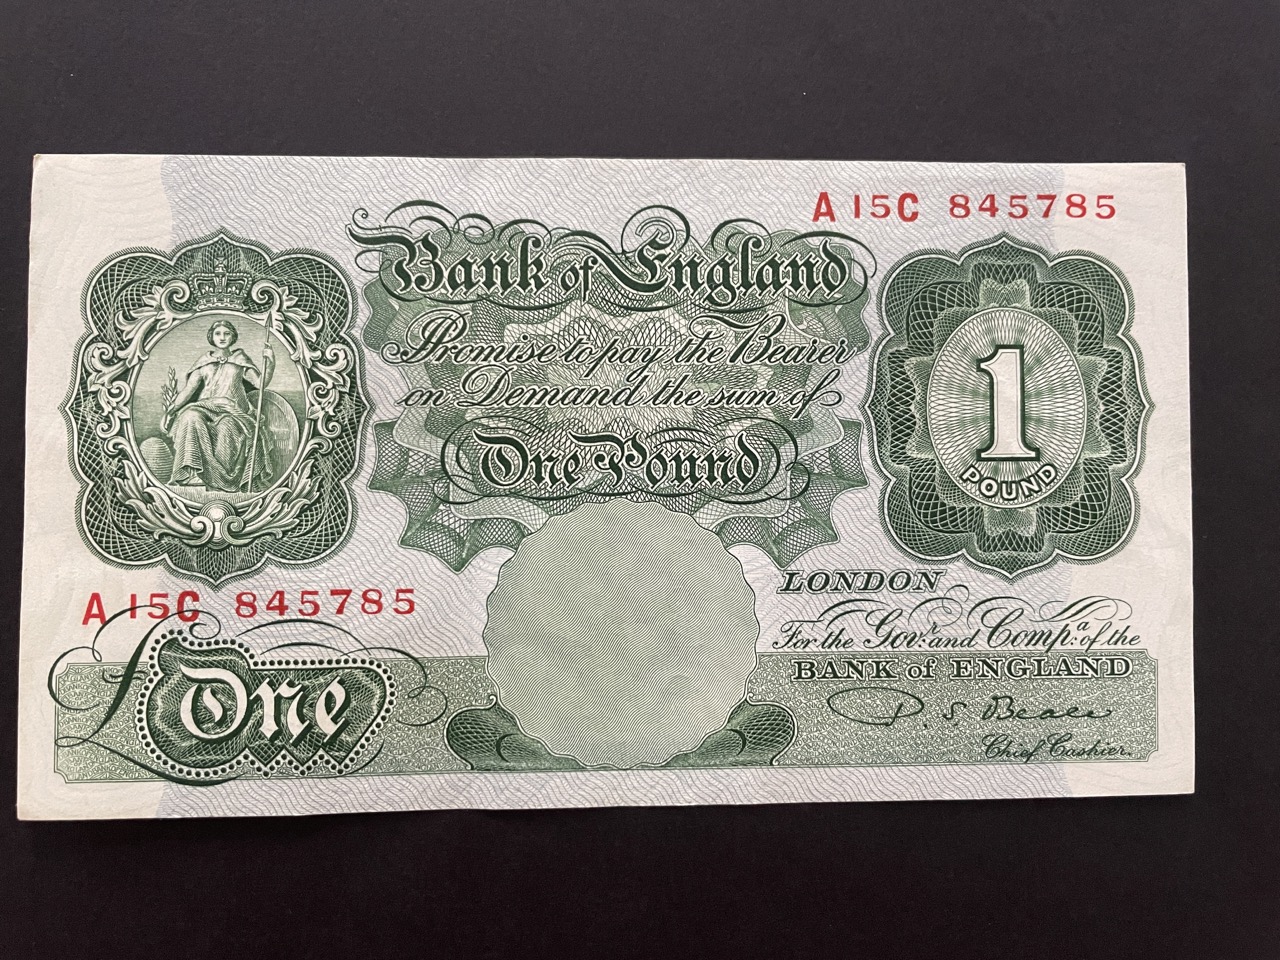 A15C 845785
Bank of England
Promise to pay the Bearer
on Demand the sum of
One Pound
1
POUND
A15C 845785
£One
LONDON
For the Govr. and Compa. of the
BANK of ENGLAND
P. S. Beale
Chief Cashier.